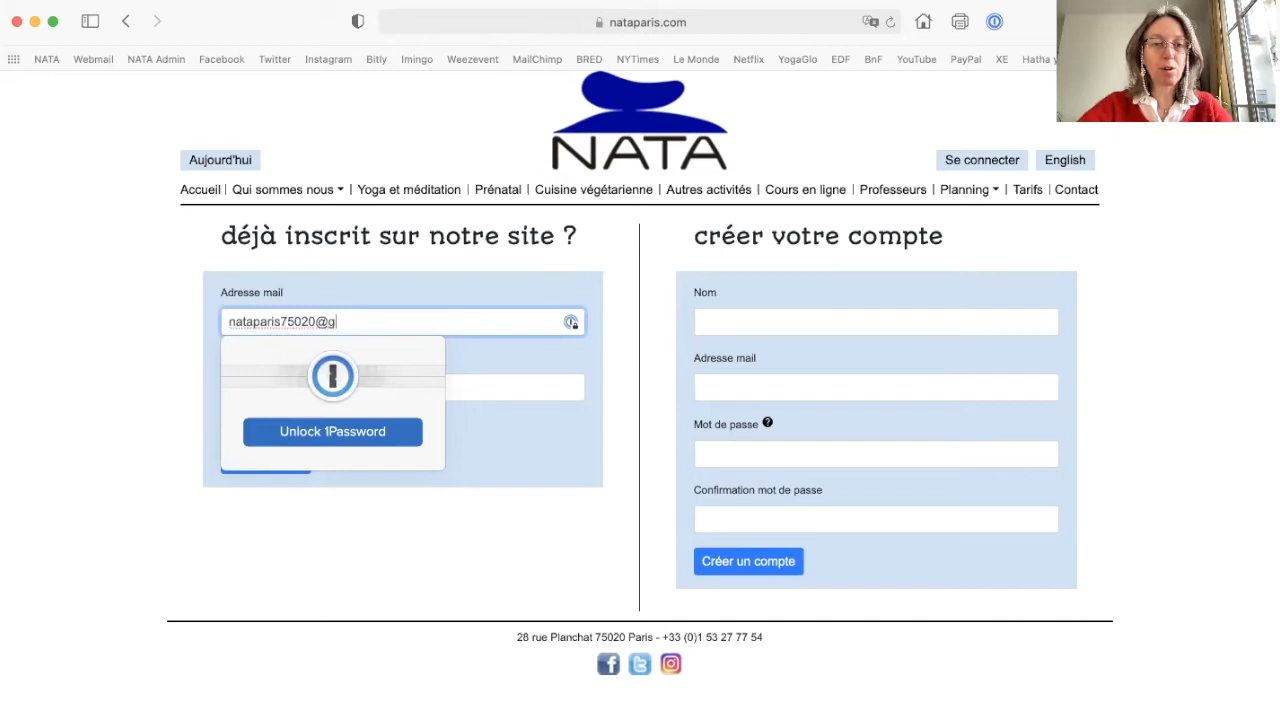 nataparis.com
NATA Webmail NATA Admin Facebook Twitter Instagram Bitly Imingo Weezevent MailChimp BRED NYTimes Le Monde Netflix YogaGlo EDF BnF YouTube PayPal XE Hatha y
NATA
Aujourd'hui Se connecter English
Accueil | Qui sommes nous | Yoga et méditation | Prénatal | Cuisine végétarienne | Autres activités | Cours en ligne | Professeurs | Planning | Tarifs | Contact
déjà inscrit sur notre site ?
Adresse mail
nataparis75020@g
Unlock 1Password
créer votre compte
Nom
Adresse mail
Mot de passe ?
Confirmation mot de passe
Créer un compte
28 rue Planchat 75020 Paris - +33 (0)1 53 27 77 54